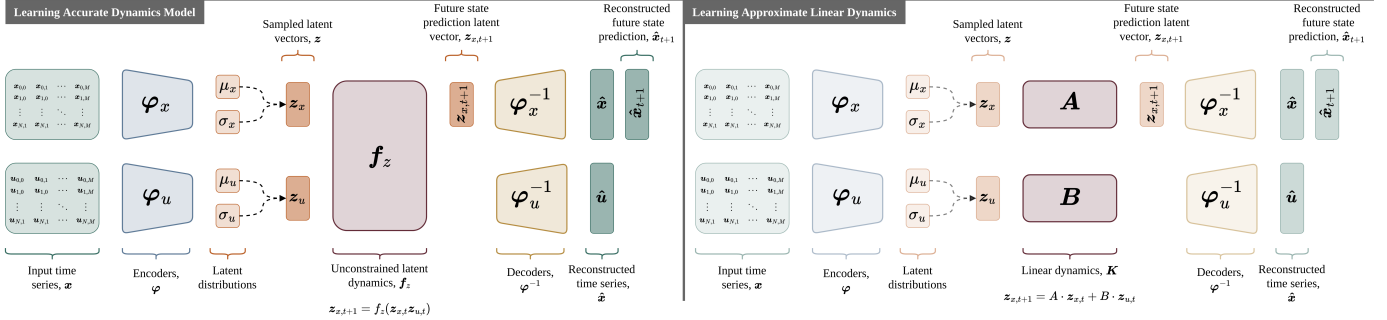 Learning Accurate Dynamics Model
Sampled latent
vectors, z
Future state
prediction latent
vector, z_{x,t+1}
Reconstructed
future state
prediction, x̂_{t+1}
x_{0,0} x_{0,1} ⋯ x_{0,M}
x_{1,0} x_{1,0} ⋯ x_{1,M}
⋮ ⋮ ⋱ ⋮
x_{N,1} x_{N,1} ⋯ x_{N,M}
φ_x
μ_x
σ_x
z_x
f_z
z_{x,t+1}
φ_x^{-1}
x̂
x̂_{t+1}
u_{0,0} u_{0,1} ⋯ u_{0,M}
u_{1,0} u_{1,0} ⋯ u_{1,M}
⋮ ⋮ ⋱ ⋮
u_{N,1} u_{N,1} ⋯ u_{N,M}
φ_u
μ_u
σ_u
z_u
φ_u^{-1}
û
Input time
series, x
Encoders,
φ
Latent
distributions
Unconstrained latent
dynamics, f_z
Decoders,
φ^{-1}
Reconstructed
time series,
x̂
z_{x,t+1} = f_z(z_{x,t} z_{u,t})
Learning Approximate Linear Dynamics
Sampled latent
vectors, z
Future state
prediction latent
vector, z_{x,t+1}
Reconstructed
future state
prediction, x̂_{t+1}
x_{0,0} x_{0,1} ⋯ x_{0,M}
x_{1,0} x_{1,0} ⋯ x_{1,M}
⋮ ⋮ ⋱ ⋮
x_{N,1} x_{N,1} ⋯ x_{N,M}
φ_x
μ_x
σ_x
z_x
A
z_{x,t+1}
φ_x^{-1}
x̂
x̂_{t+1}
u_{0,0} u_{0,1} ⋯ u_{0,M}
u_{1,0} u_{1,0} ⋯ u_{1,M}
⋮ ⋮ ⋱ ⋮
u_{N,1} u_{N,1} ⋯ u_{N,M}
φ_u
μ_u
σ_u
z_u
B
φ_u^{-1}
û
Input time
series, x
Encoders,
φ
Latent
distributions
Linear dynamics, K
Decoders,
φ^{-1}
Reconstructed
time series,
x̂
z_{x,t+1} = A · z_{x,t} + B · z_{u,t}